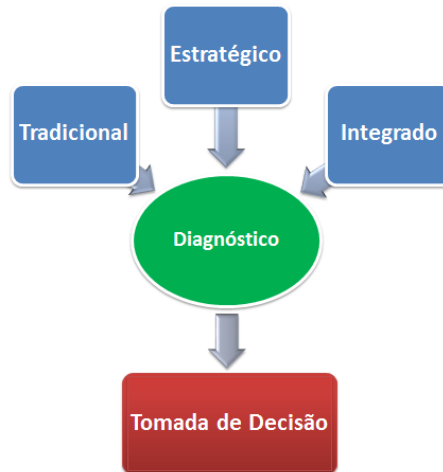 Estratégico
Tradicional
Integrado
Diagnóstico
Tomada de Decisão